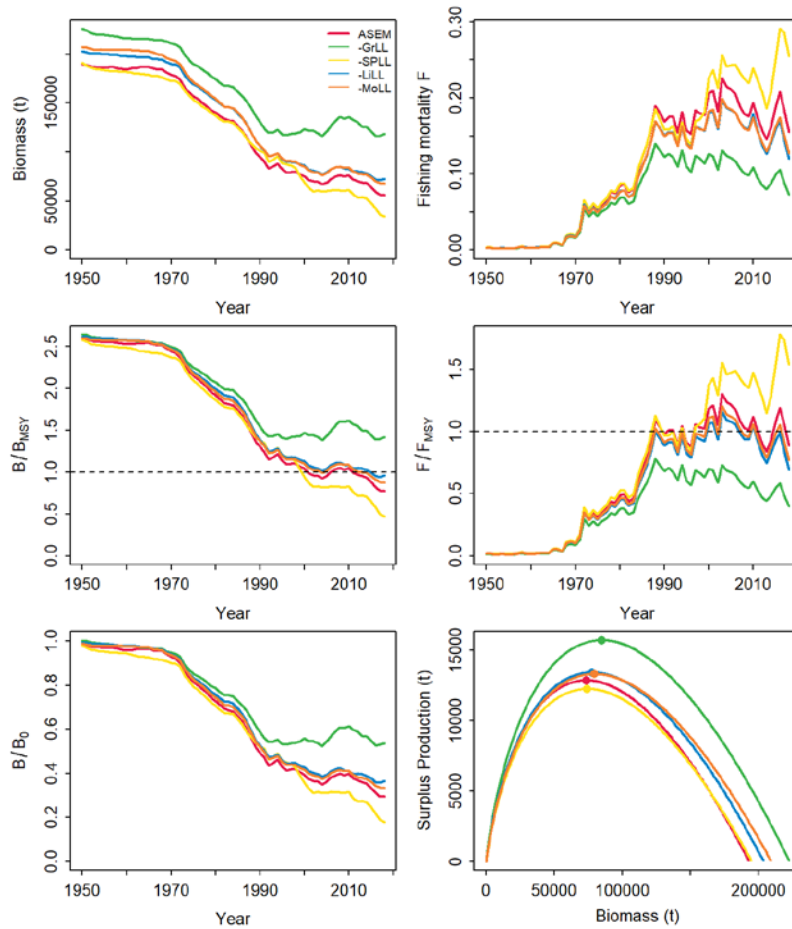 ASEM
-GrLL
-SPLL
-LiLL
-MoLL
Biomass (t)
0 50000 150000
1950 1970 1990 2010
Year
Fishing mortality F
0.00 0.10 0.20 0.30
1950 1970 1990 2010
Year
B / BMSY
0.0 0.5 1.0 1.5 2.0 2.5
1950 1970 1990 2010
Year
F / FMSY
0.0 0.5 1.0 1.5
1950 1970 1990 2010
Year
B / B0
0.0 0.2 0.4 0.6 0.8 1.0
1950 1970 1990 2010
Year
Surplus Production (t)
0 5000 10000 15000
0 50000 100000 200000
Biomass (t)